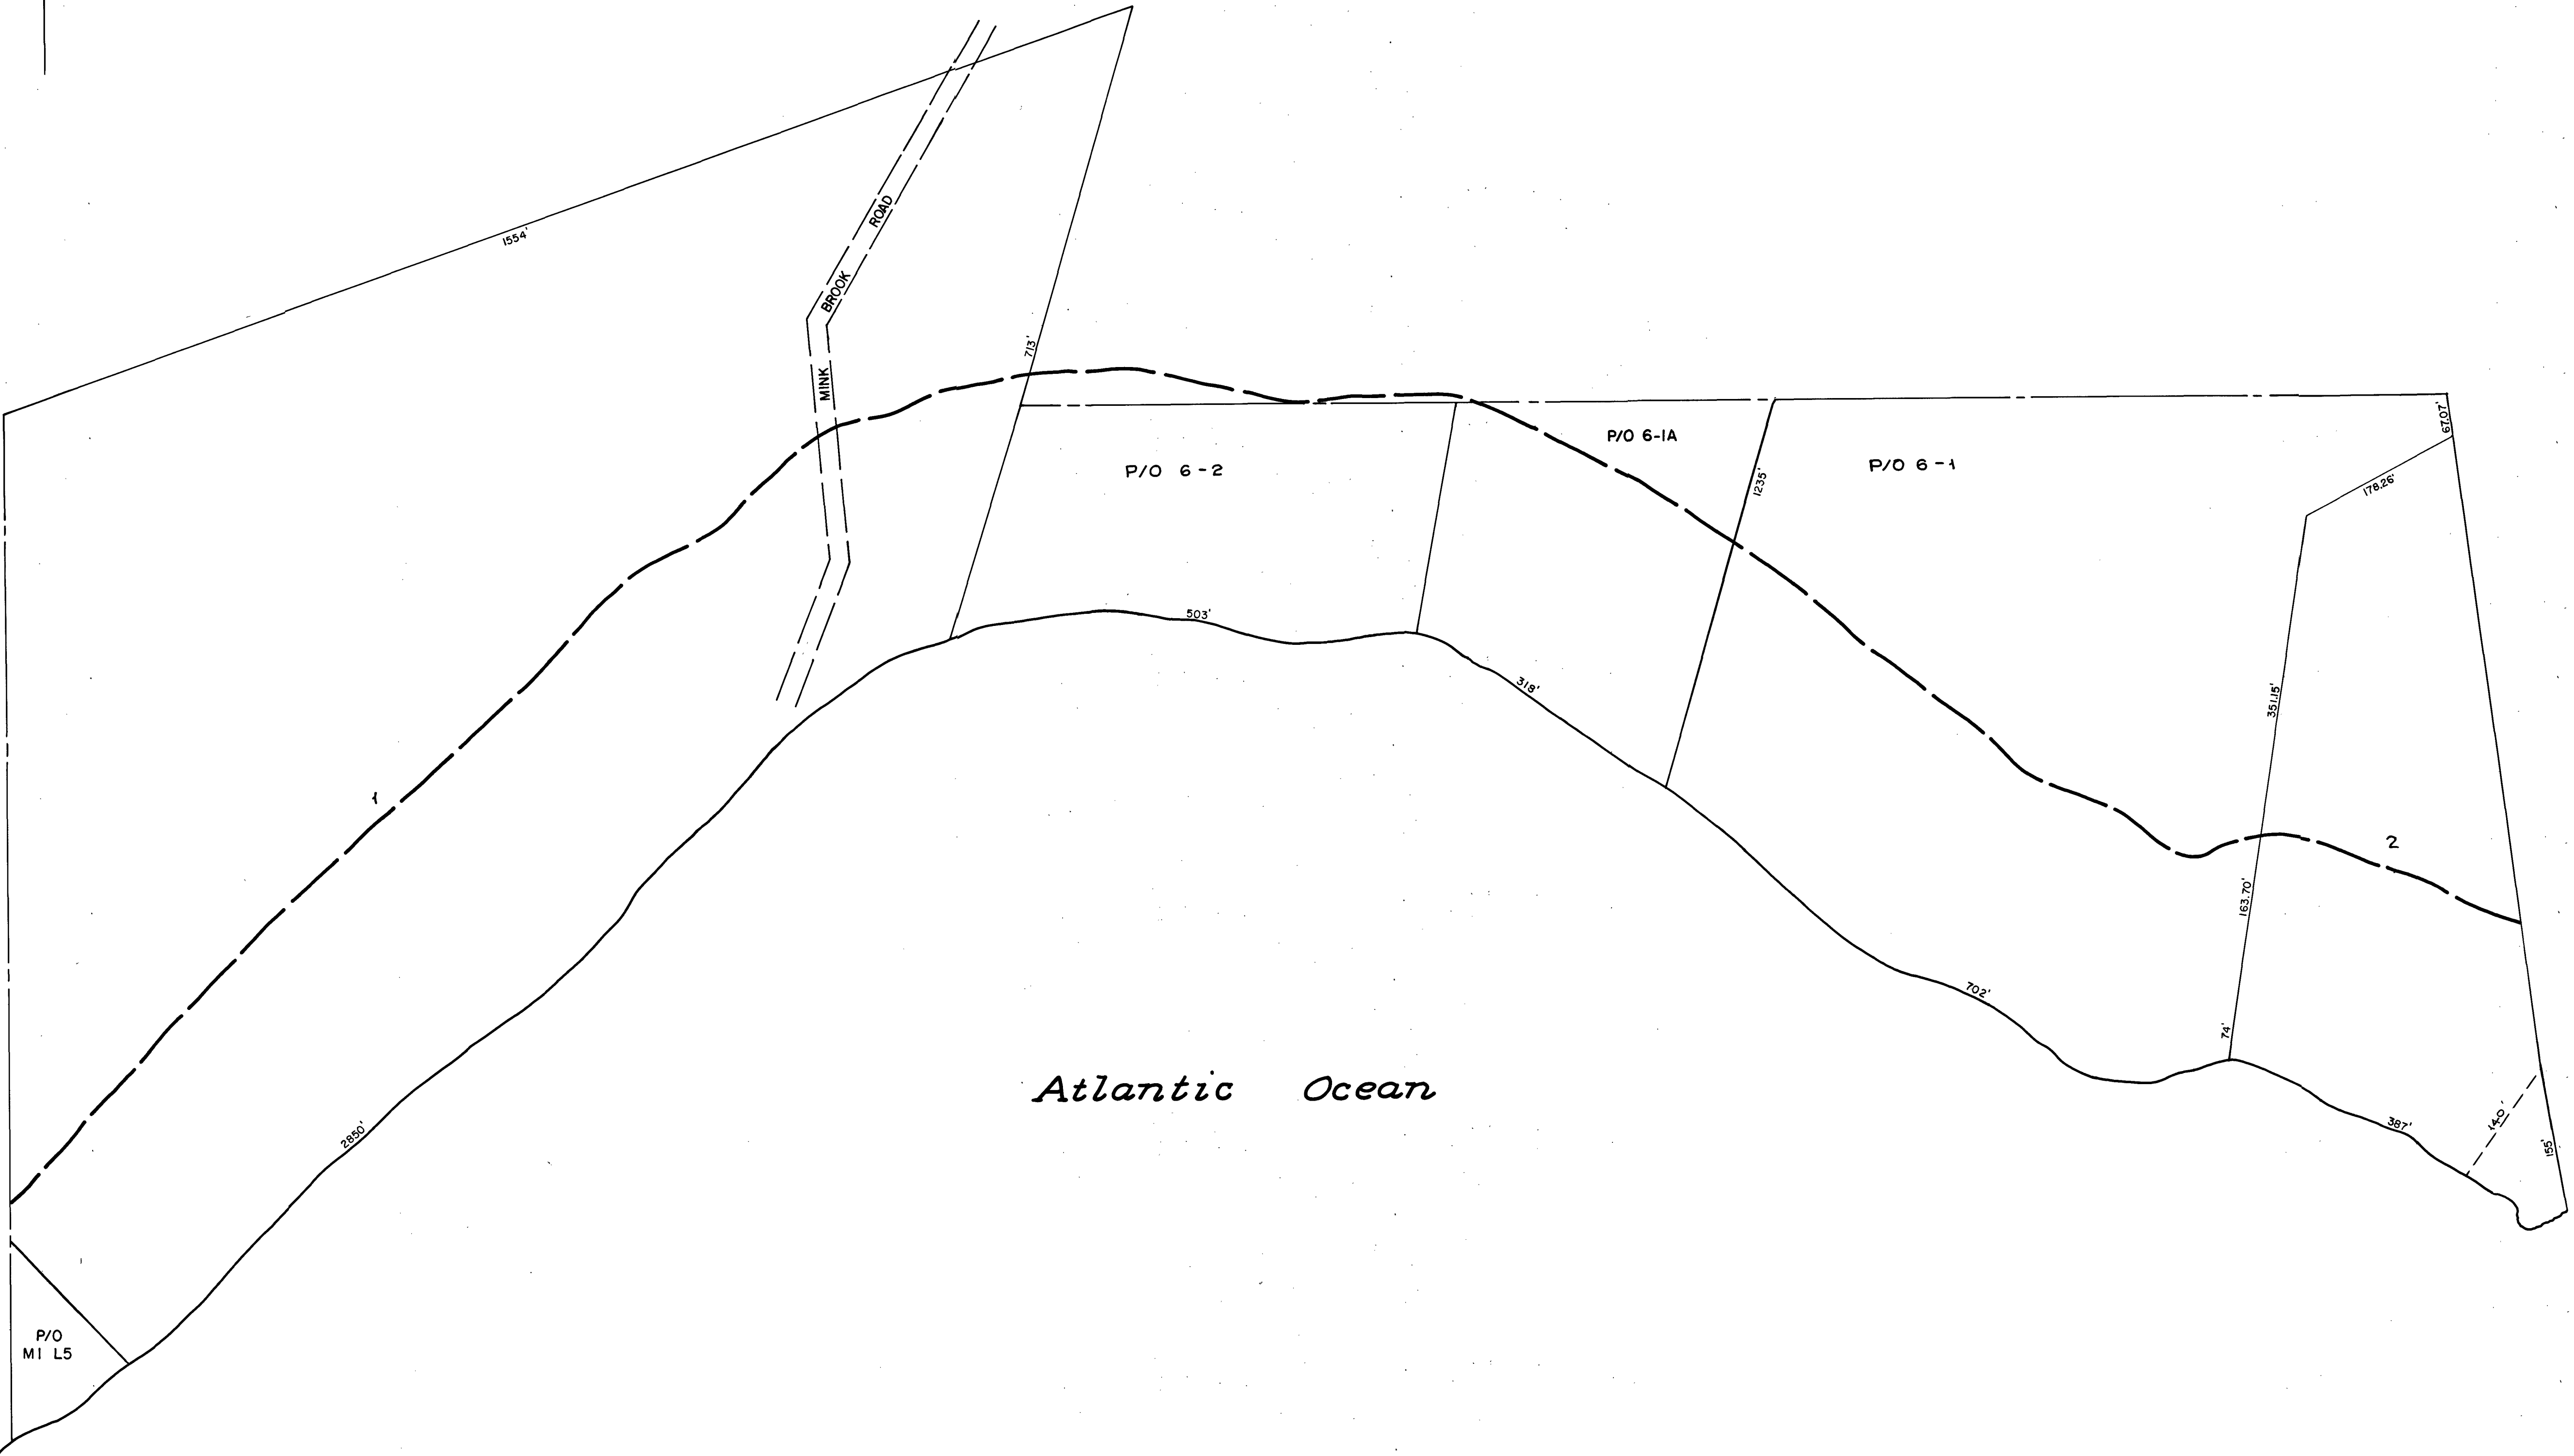 1554'
MINK BROOK ROAD
713'
P/O 6-2
P/O 6-1A
1235'
P/O 6-1
67.07'
178.26'
503'
318'
351.15'
1
2
163.70'
702'
74'
Atlantic Ocean
2850'
387'
140'
155'
P/O
M1 L5